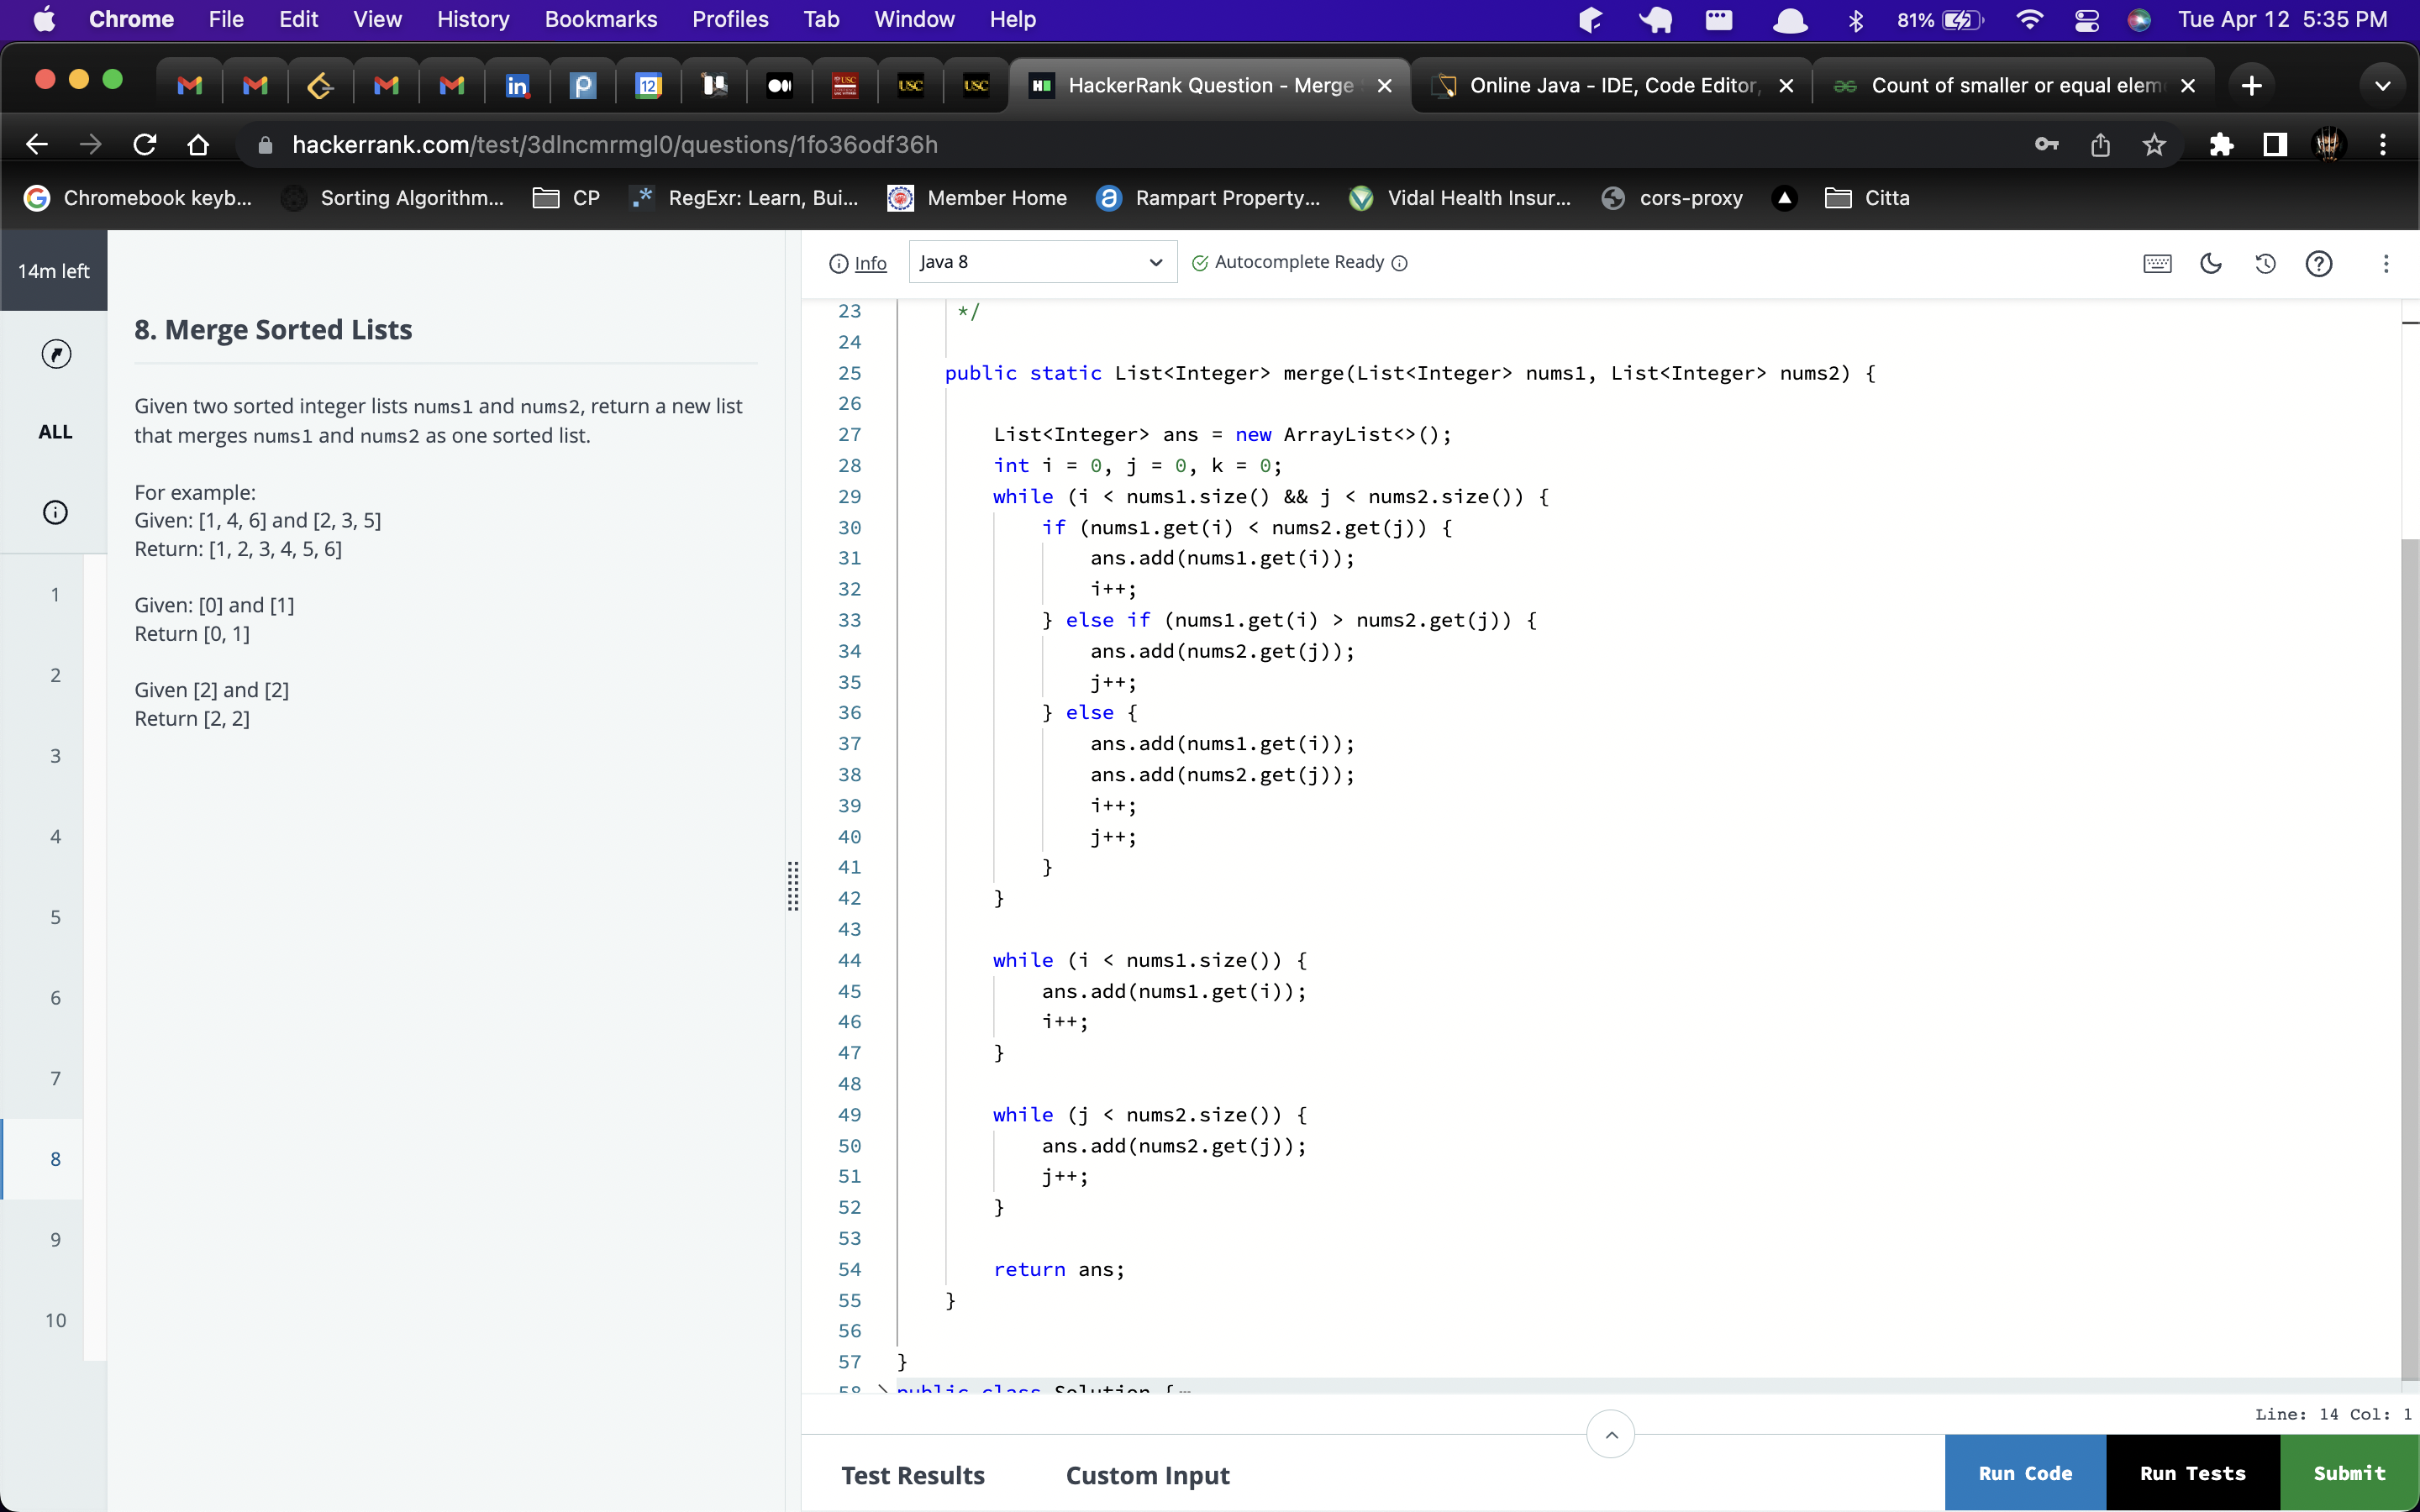 Chrome File Edit View History Bookmarks Profiles Tab Window Help 81% Tue Apr 12 5:35 PM
12 USC USC USC HackerRank Question - Merge Online Java - IDE, Code Editor, Count of smaller or equal elem
hackerrank.com/test/3dlncmrmgl0/questions/1fo36odf36h
Chromebook keyb... Sorting Algorithm... CP RegExr: Learn, Bui... Member Home Rampart Property... Vidal Health Insur... cors-proxy Citta
14m left
ALL
1
2
3
4
5
6
7
8
9
10
8. Merge Sorted Lists
Given two sorted integer lists nums1 and nums2, return a new list
that merges nums1 and nums2 as one sorted list.
For example:
Given: [1, 4, 6] and [2, 3, 5]
Return: [1, 2, 3, 4, 5, 6]
Given: [0] and [1]
Return [0, 1]
Given [2] and [2]
Return [2, 2]
Info Java 8 Autocomplete Ready
23 */
24
25 public static List<Integer> merge(List<Integer> nums1, List<Integer> nums2) {
26
27 List<Integer> ans = new ArrayList<>();
28 int i = 0, j = 0, k = 0;
29 while (i < nums1.size() && j < nums2.size()) {
30 if (nums1.get(i) < nums2.get(j)) {
31 ans.add(nums1.get(i));
32 i++;
33 } else if (nums1.get(i) > nums2.get(j)) {
34 ans.add(nums2.get(j));
35 j++;
36 } else {
37 ans.add(nums1.get(i));
38 ans.add(nums2.get(j));
39 i++;
40 j++;
41 }
42 }
43
44 while (i < nums1.size()) {
45 ans.add(nums1.get(i));
46 i++;
47 }
48
49 while (j < nums2.size()) {
50 ans.add(nums2.get(j));
51 j++;
52 }
53
54 return ans;
55 }
56
57 }
58 public class Solution {
Line: 14 Col: 1
Test Results Custom Input Run Code Run Tests Submit